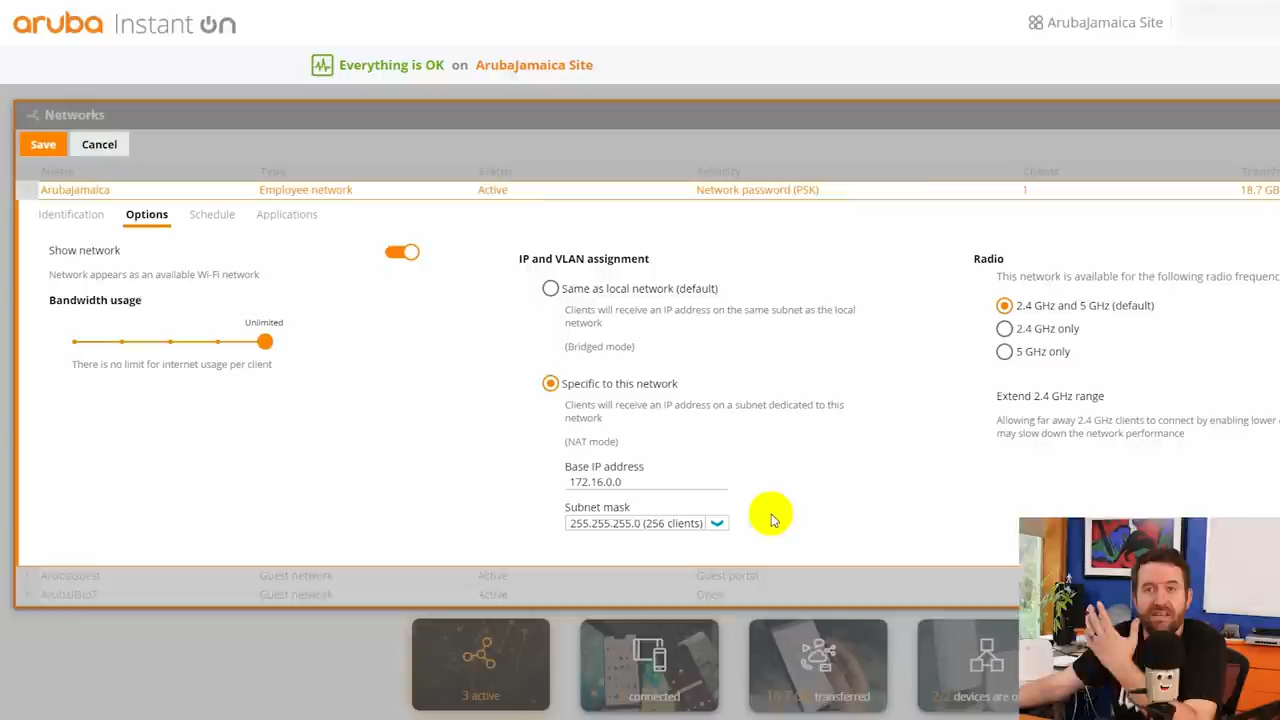 aruba Instant On
ArubaJamaica Site
Everything is OK on ArubaJamaica Site
Networks
Save Cancel
Name Type Status Security Clients Transf
ArubaJamaica Employee network Active Network password (PSK) 1 18.7 GB
Identification Options Schedule Applications
Show network
Network appears as an available Wi-Fi network
Bandwidth usage
Unlimited
There is no limit for internet usage per client
IP and VLAN assignment
Same as local network (default)
Clients will receive an IP address on the same subnet as the local
network
(Bridged mode)
Specific to this network
Clients will receive an IP address on a subnet dedicated to this
network
(NAT mode)
Base IP address
172.16.0.0
Subnet mask
255.255.255.0 (256 clients)
Radio
This network is available for the following radio frequenc
2.4 GHz and 5 GHz (default)
2.4 GHz only
5 GHz only
Extend 2.4 GHz range
Allowing far away 2.4 GHz clients to connect by enabling lower
may slow down the network performance
ArubaGuest Guest network Active Guest portal
Guest network Active Open
3 active
connected
transferred
devices are o